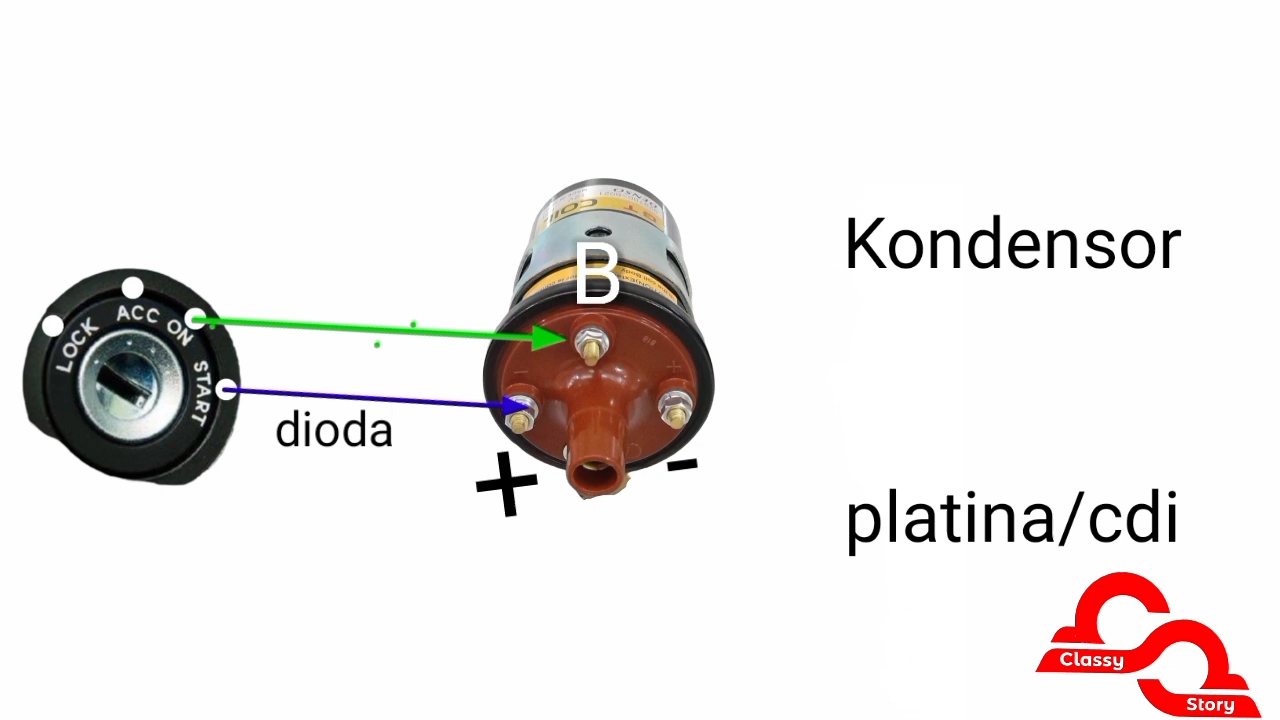 LOCK
ACC
ON
START
dioda
B
+
-
Kondensor
platina/cdi
Classy
Story